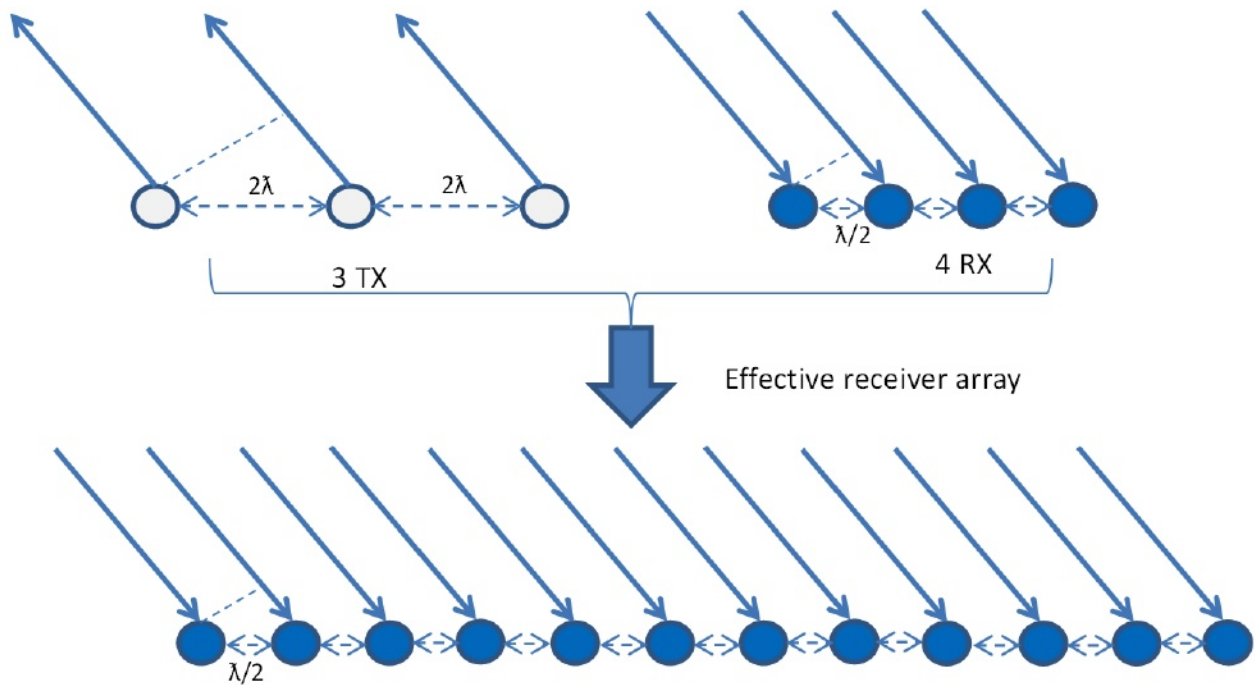 2λ
2λ
λ/2
3 TX
4 RX
Effective receiver array
λ/2